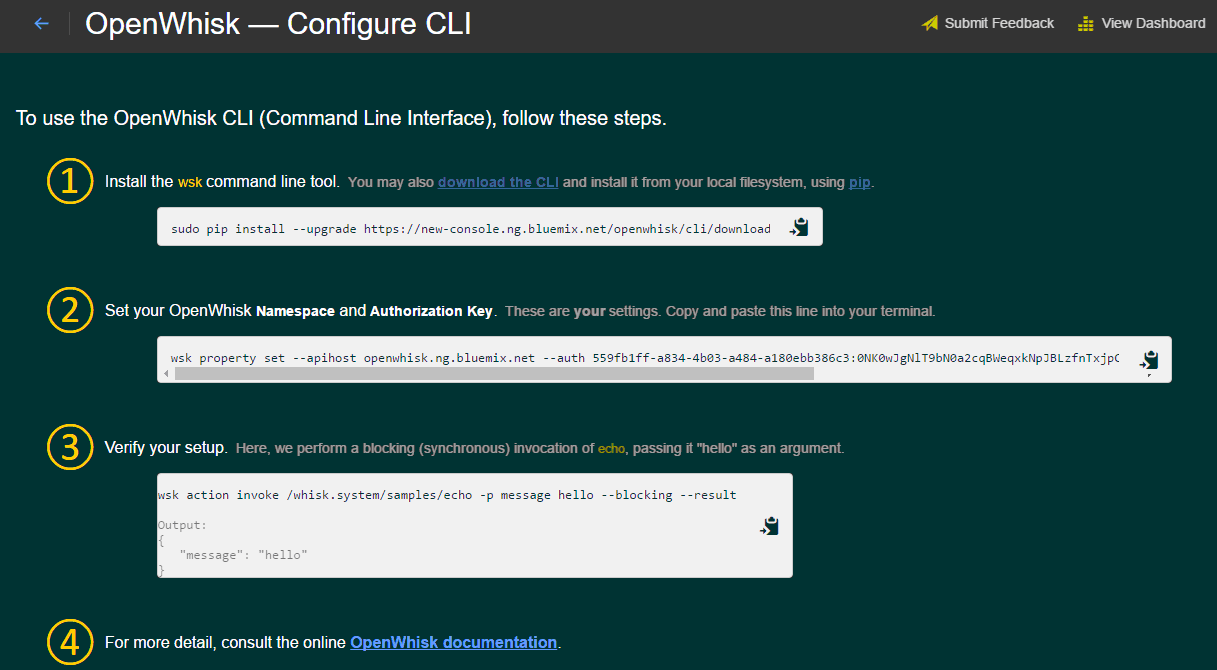 OpenWhisk — Configure CLI
Submit Feedback
View Dashboard
To use the OpenWhisk CLI (Command Line Interface), follow these steps.
1 Install the wsk command line tool. You may also download the CLI and install it from your local filesystem, using pip.
sudo pip install --upgrade https://new-console.ng.bluemix.net/openwhisk/cli/download
2 Set your OpenWhisk Namespace and Authorization Key. These are your settings. Copy and paste this line into your terminal.
wsk property set --apihost openwhisk.ng.bluemix.net --auth 559fb1ff-a834-4b03-a484-a180ebb386c3:0NK0wJgNlT9bN0a2cqBWeqxkNpJBLzfnTxjp
3 Verify your setup. Here, we perform a blocking (synchronous) invocation of echo, passing it "hello" as an argument.
wsk action invoke /whisk.system/samples/echo -p message hello --blocking --result
Output:
{
"message": "hello"
}
4 For more detail, consult the online OpenWhisk documentation.